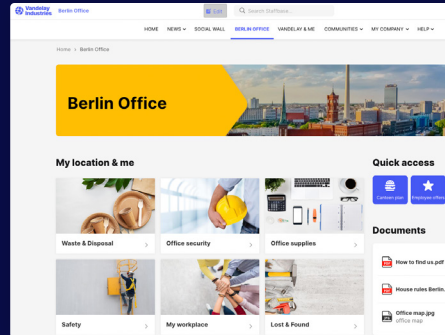 Vandelay Industries
Berlin Office
Search Staffbase...
HOME NEWS SOCIAL WALL BERLIN OFFICE VANDELAY & ME COMMUNITIES MY COMPANY HELP
Home > Berlin Office
Berlin Office
My location & me
Quick access
Canteen plan
Employee offers
Waste & Disposal
Office security
Office supplies
Documents
PDF How to find us.pdf
PDF House rules Berlin.
Office map.jpg
office map
Safety
My workplace
Lost & Found